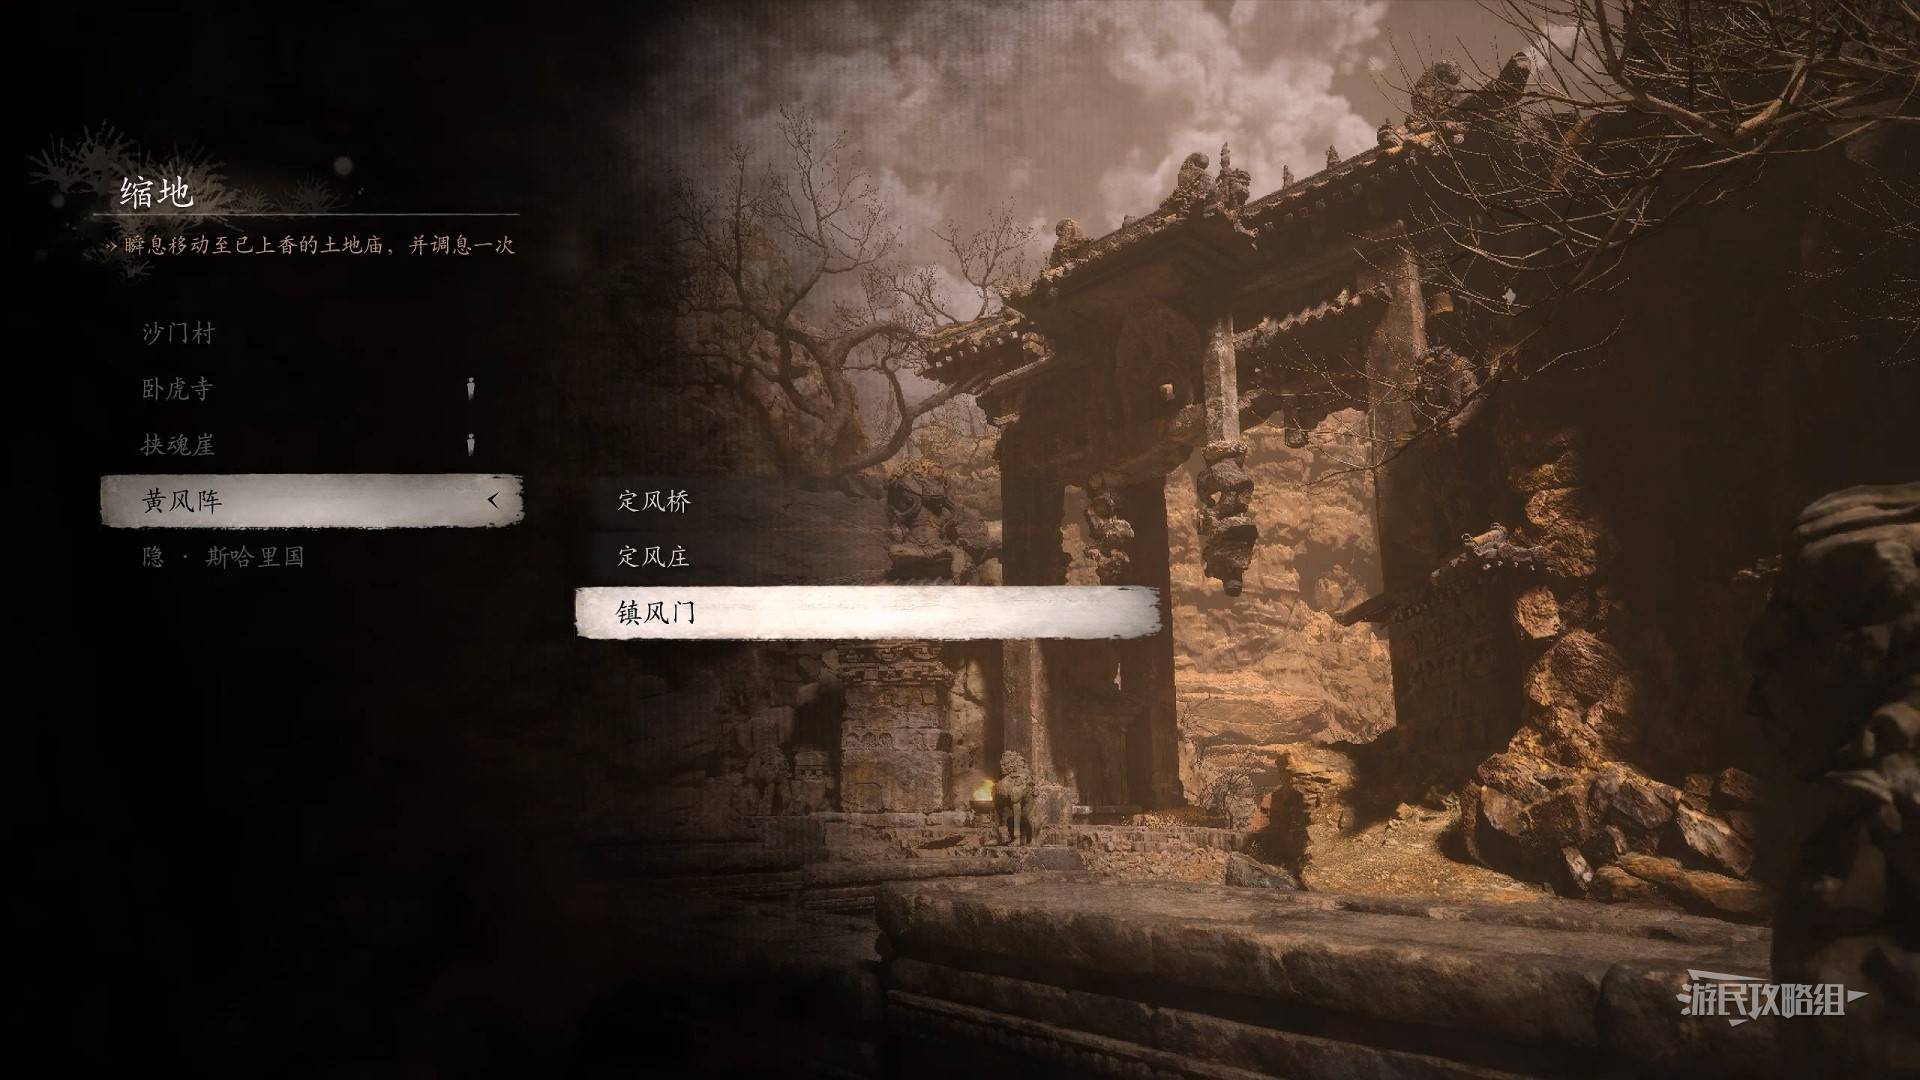 缩地
瞬息移动至已上香的土地庙，并调息一次
沙门村
卧虎寺
挟魂崖
黄风阵
定风桥
隐 · 斯哈里国
定风庄
镇风门
游民攻略组